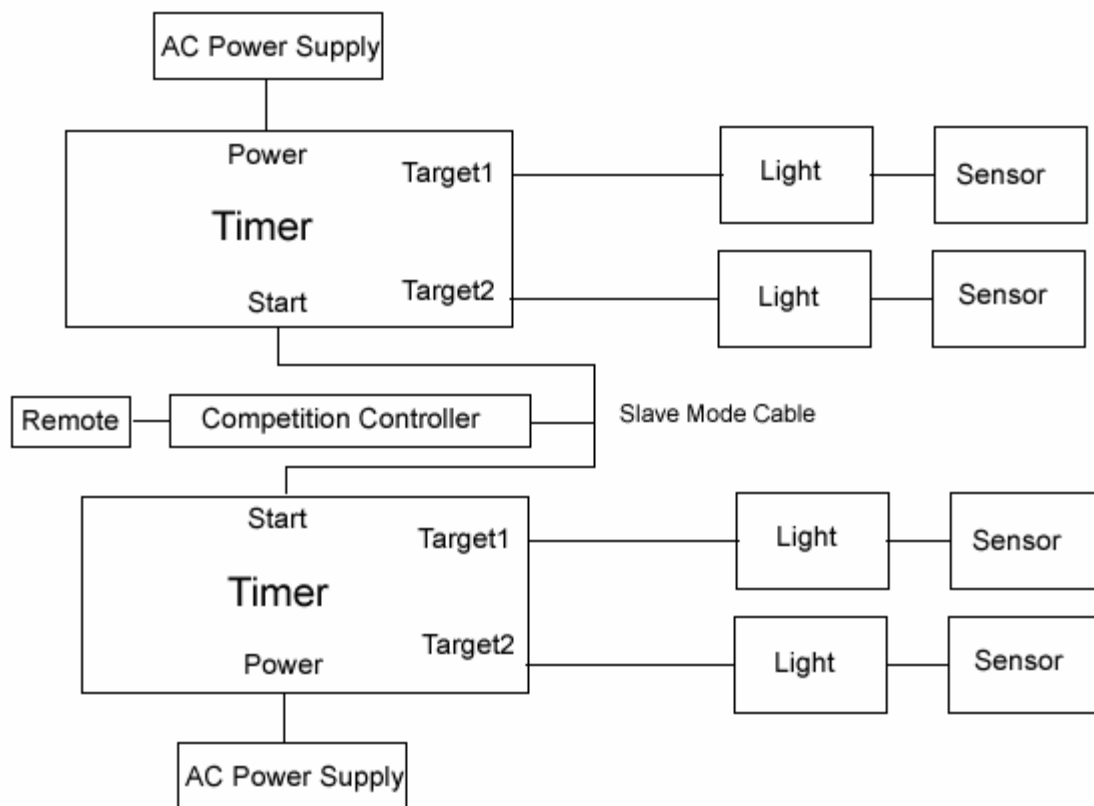 AC Power Supply
Power
Target1
Light
Sensor
Timer
Target2
Light
Sensor
Start
Remote
Competition Controller
Slave Mode Cable
Start
Target1
Light
Sensor
Timer
Target2
Light
Sensor
Power
AC Power Supply